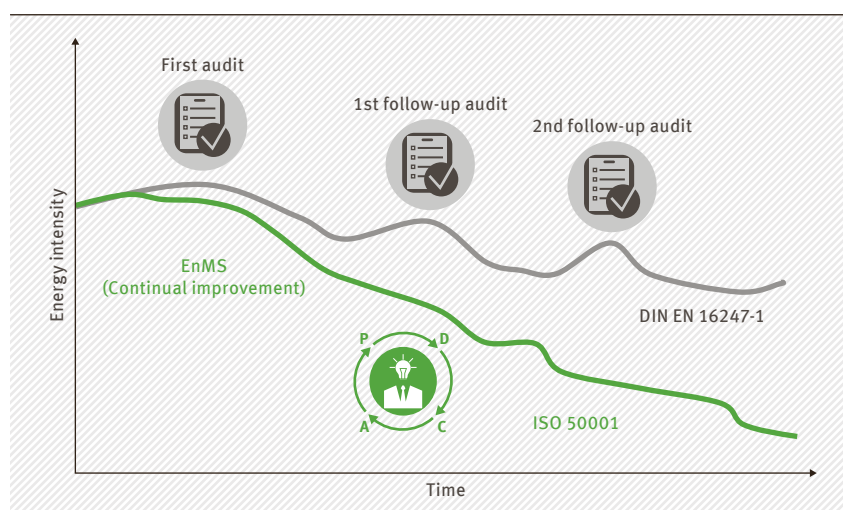 First audit
1st follow-up audit
2nd follow-up audit
Energy intensity
EnMS
(Continual improvement)
DIN EN 16247-1
P
D
A
C
ISO 50001
Time